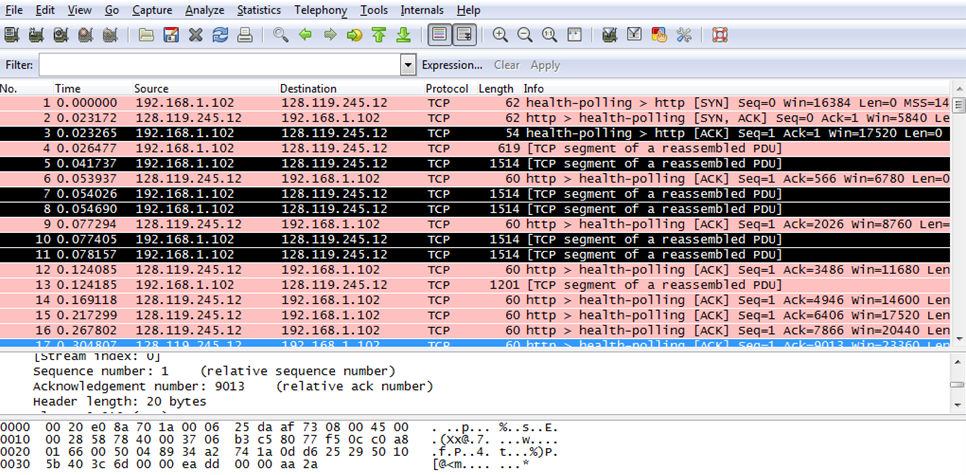 File Edit View Go Capture Analyze Statistics Telephony Tools Internals Help
Filter: Expression... Clear Apply
No. Time Source Destination Protocol Length Info
1 0.000000 192.168.1.102 128.119.245.12 TCP 62 health-polling > http [SYN] Seq=0 Win=16384 Len=0 MSS=14
2 0.023172 192.168.1.102 128.119.245.12 TCP 62 http > health-polling [SYN, ACK] Seq=0 Ack=1 Win=5840 Le
3 0.023265 192.168.1.102 128.119.245.12 TCP 54 health-polling > http [ACK] Seq=1 Ack=1 Win=17520 Len=0
4 0.026477 192.168.1.102 128.119.245.12 TCP 619 [TCP segment of a reassembled PDU]
5 0.041737 192.168.1.102 128.119.245.12 TCP 1514 [TCP segment of a reassembled PDU]
6 0.053937 192.168.1.102 128.119.245.12 TCP 60 http > health-polling [ACK] Seq=1 Ack=566 Win=6780 Len=0
7 0.054026 192.168.1.102 128.119.245.12 TCP 1514 [TCP segment of a reassembled PDU]
8 0.054690 192.168.1.102 128.119.245.12 TCP 1514 [TCP segment of a reassembled PDU]
9 0.077294 192.168.1.102 128.119.245.12 TCP 60 http > health-polling [ACK] Seq=1 Ack=2026 Win=8760 Len=
10 0.077405 192.168.1.102 128.119.245.12 TCP 1514 [TCP segment of a reassembled PDU]
11 0.078157 192.168.1.102 128.119.245.12 TCP 1514 [TCP segment of a reassembled PDU]
12 0.124085 128.119.245.12 192.168.1.102 TCP 60 http > health-polling [ACK] Seq=1 Ack=3486 Win=11680 Len
13 0.124185 128.119.245.12 192.168.1.102 TCP 1201 [TCP segment of a reassembled PDU]
14 0.169118 128.119.245.12 192.168.1.102 TCP 60 http > health-polling [ACK] Seq=1 Ack=4946 Win=14600 Len
15 0.217299 128.119.245.12 192.168.1.102 TCP 60 http > health-polling [ACK] Seq=1 Ack=6406 Win=17520 Len
16 0.267802 128.119.245.12 192.168.1.102 TCP 60 http > health-polling [ACK] Seq=1 Ack=7866 Win=20440 Len
17 0.304807 128.119.245.12 192.168.1.102 TCP 60 http > health-polling [ACK] Seq=1 Ack=9013 Win=23360 Len
[Stream index: 0]
Sequence number: 1 (relative sequence number)
Acknowledgement number: 9013 (relative ack number)
Header length: 20 bytes
0000 00 20 e0 8a 70 1a 00 06 25 da af 73 08 00 45 00 . ..p... %..s..E.
0010 00 28 58 78 40 00 37 06 b3 c5 80 77 f5 0c c0 a8 .(Xx@.7. ...w....
0020 01 66 00 50 04 89 34 a2 74 1a 0d d6 25 29 50 10 .f.P..4. t...%)P.
0030 5b 40 3c 6d 00 00 ea dd 00 00 aa 2a [@<m.... ...*